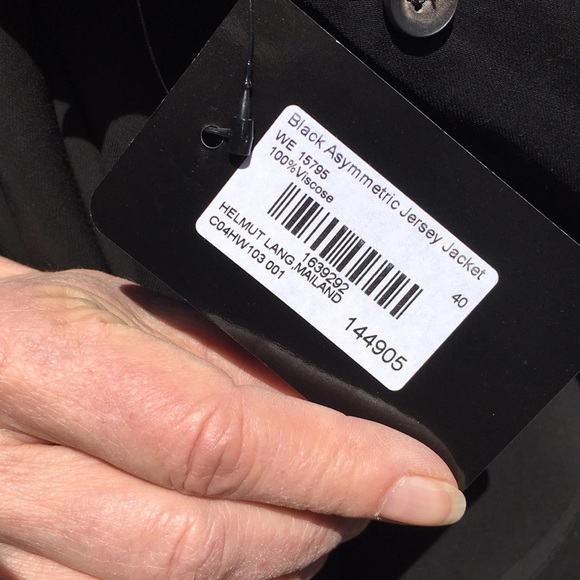 Black Asymmetric Jersey Jacket
WE 15795
40
100%Viscose
1639292
HELMUT LANG,MAILAND
C04HW103 001
144905